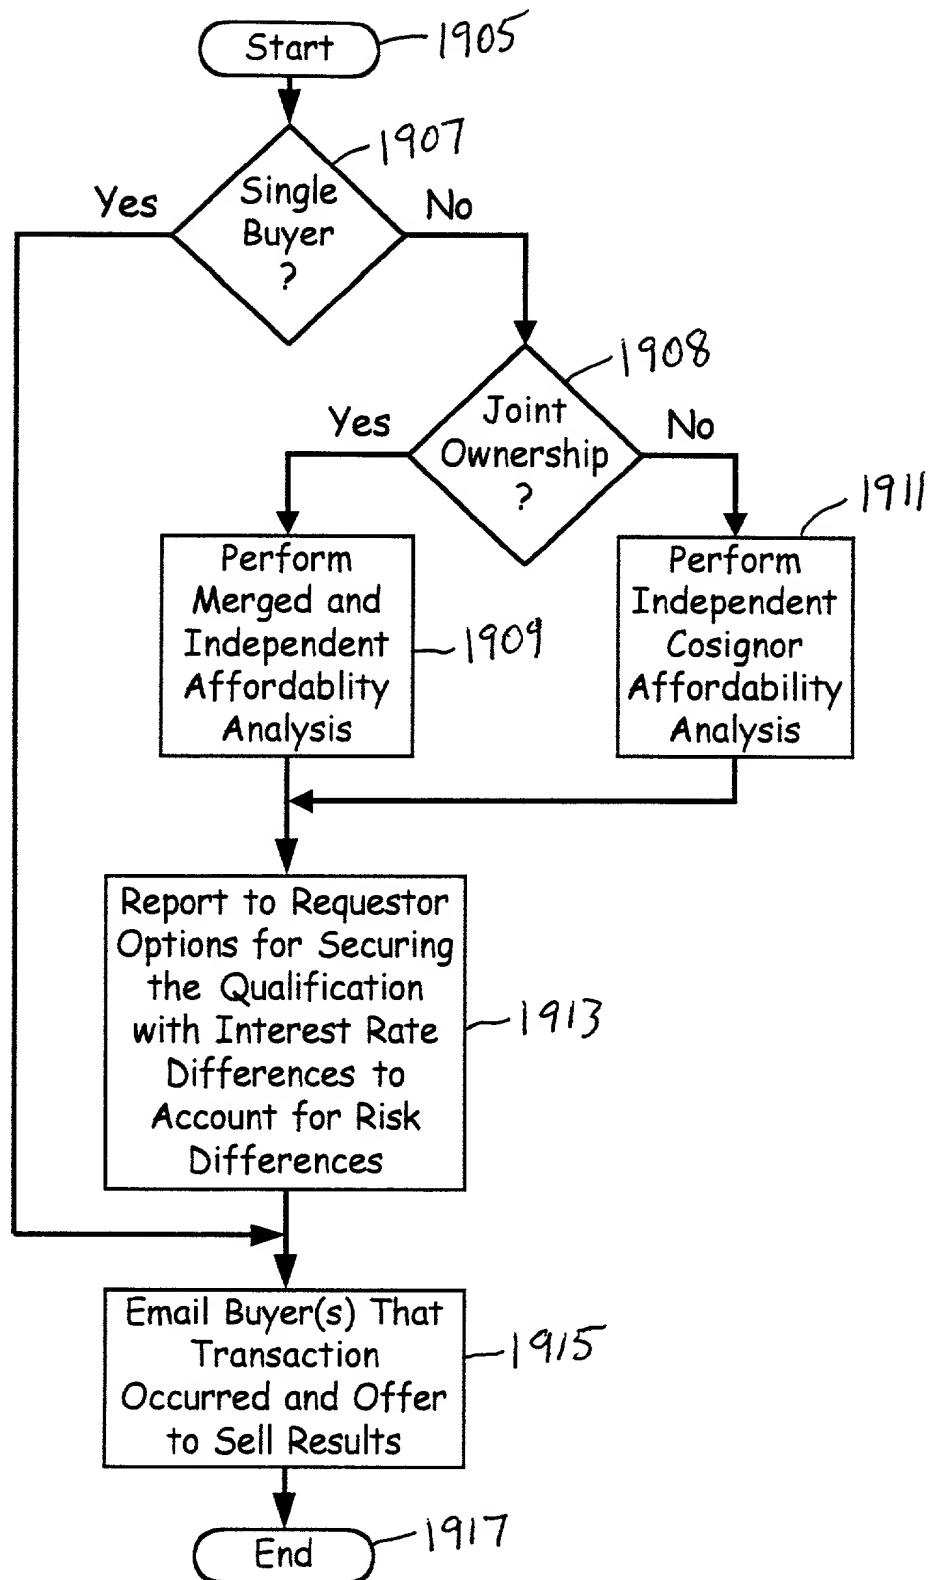 Start
1905
1907
Single
Buyer
?
Yes
No
1908
Joint
Ownership
?
Yes
No
1911
Perform
Merged and
Independent
Affordablity
Analysis
1909
Perform
Independent
Cosignor
Affordability
Analysis
Report to Requestor
Options for Securing
the Qualification
with Interest Rate
Differences to
Account for Risk
Differences
1913
Email Buyer(s) That
Transaction
Occurred and Offer
to Sell Results
1915
End
1917